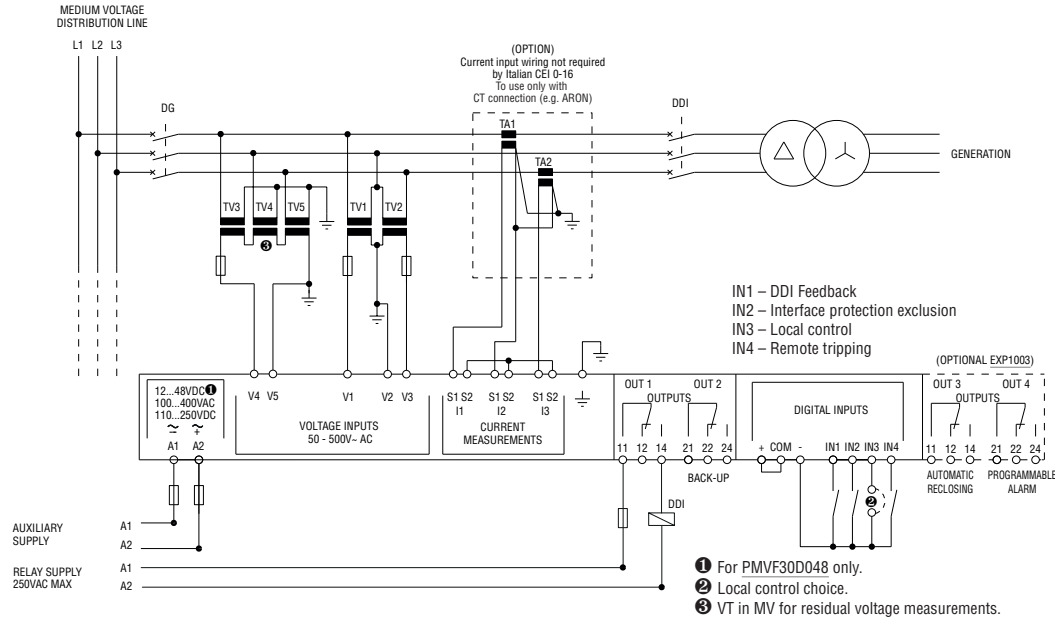 MEDIUM VOLTAGE
DISTRIBUTION LINE
L1 L2 L3
(OPTION)
Current input wiring not required
by Italian CEI 0-16
To use only with
CT connection (e.g. ARON)
DG
DDI
TA1
TA2
GENERATION
TV3 TV4 TV5
TV1 TV2
❸
IN1 – DDI Feedback
IN2 – Interface protection exclusion
IN3 – Local control
IN4 – Remote tripping
(OPTIONAL EXP1003)
12...48VDC❶
100...400VAC
110...250VDC
~ ~
– +
A1 A2
V4 V5
V1 V2 V3
VOLTAGE INPUTS
50 - 500V~ AC
S1 S2 S1 S2 S1 S2
I1 I2 I3
CURRENT
MEASUREMENTS
OUT 1 OUT 2
OUTPUTS
11 12 14 21 22 24
BACK-UP
DIGITAL INPUTS
+ COM - IN1 IN2 IN3 IN4
OUT 3 OUT 4
OUTPUTS
11 12 14 21 22 24
AUTOMATIC
RECLOSING
PROGRAMMABLE
ALARM
❷
DDI
AUXILIARY
SUPPLY
A1
A2
RELAY SUPPLY
250VAC MAX
A1
A2
❶ For PMVF30D048 only.
❷ Local control choice.
❸ VT in MV for residual voltage measurements.